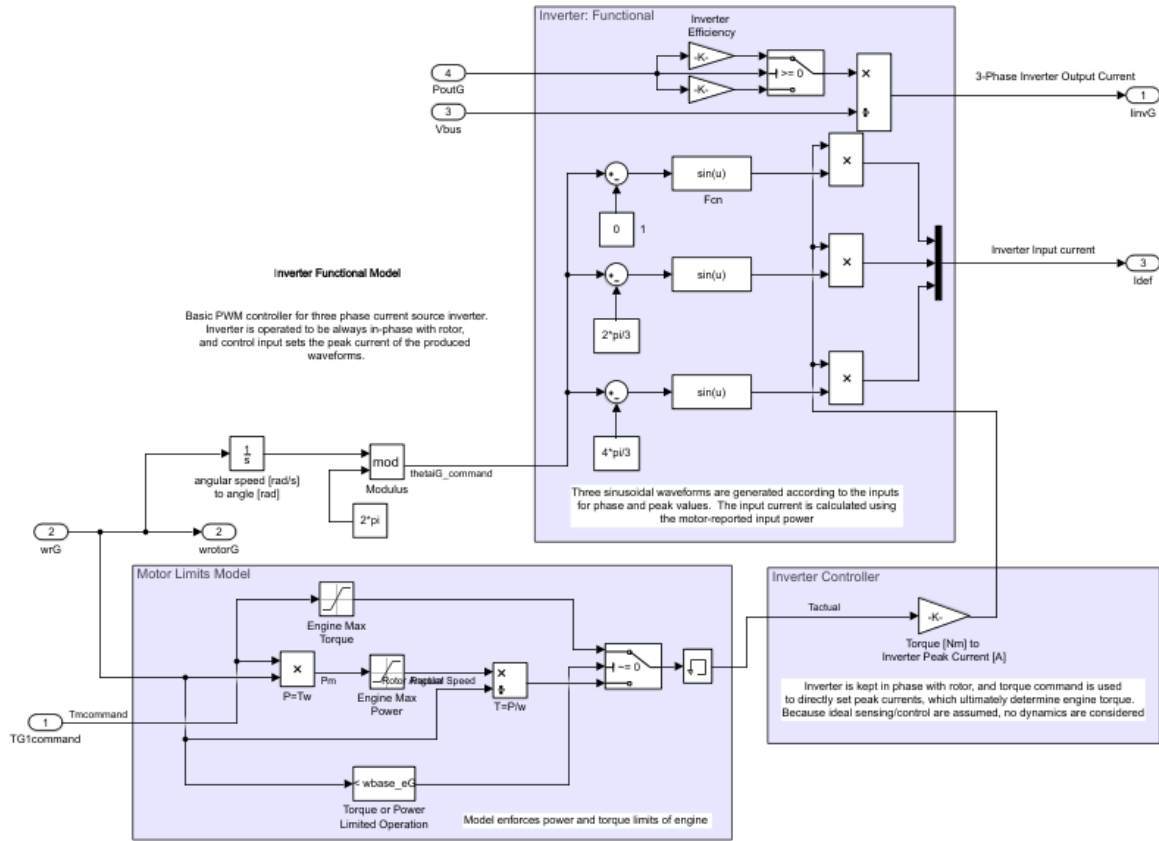 Inverter: Functional
Inverter
Efficiency
-K-
>= 0
-K-
×
÷
4
PoutG
3
Vbus
3-Phase Inverter Output Current
1
IinvG
sin(u)
Fcn
×
0
1
sin(u)
×
2*pi/3
Inverter Input current
3
Idef
sin(u)
×
4*pi/3
Inverter Functional Model
Basic PWM controller for three phase current source inverter.
Inverter is operated to be always in-phase with rotor,
and control input sets the peak current of the produced
waveforms.
1
s
angular speed [rad/s]
to angle [rad]
mod
Modulus
thetaiG_command
2*pi
Three sinusoidal waveforms are generated according to the inputs
for phase and peak values. The input current is calculated using
the motor-reported input power
2
wrG
2
wrotorG
Motor Limits Model
Engine Max
Torque
×
P=Tw
Pm
Engine Max
Power
×
÷
T=P/w
~= 0
1
TG1command
Tmcommand
< wbase_eG
Torque or Power
Limited Operation
Model enforces power and torque limits of engine
Inverter Controller
Tactual
-K-
Torque [Nm] to
Inverter Peak Current [A]
Inverter is kept in phase with rotor, and torque command is used
to directly set peak currents, which ultimately determine engine torque.
Because ideal sensing/control are assumed, no dynamics are considered